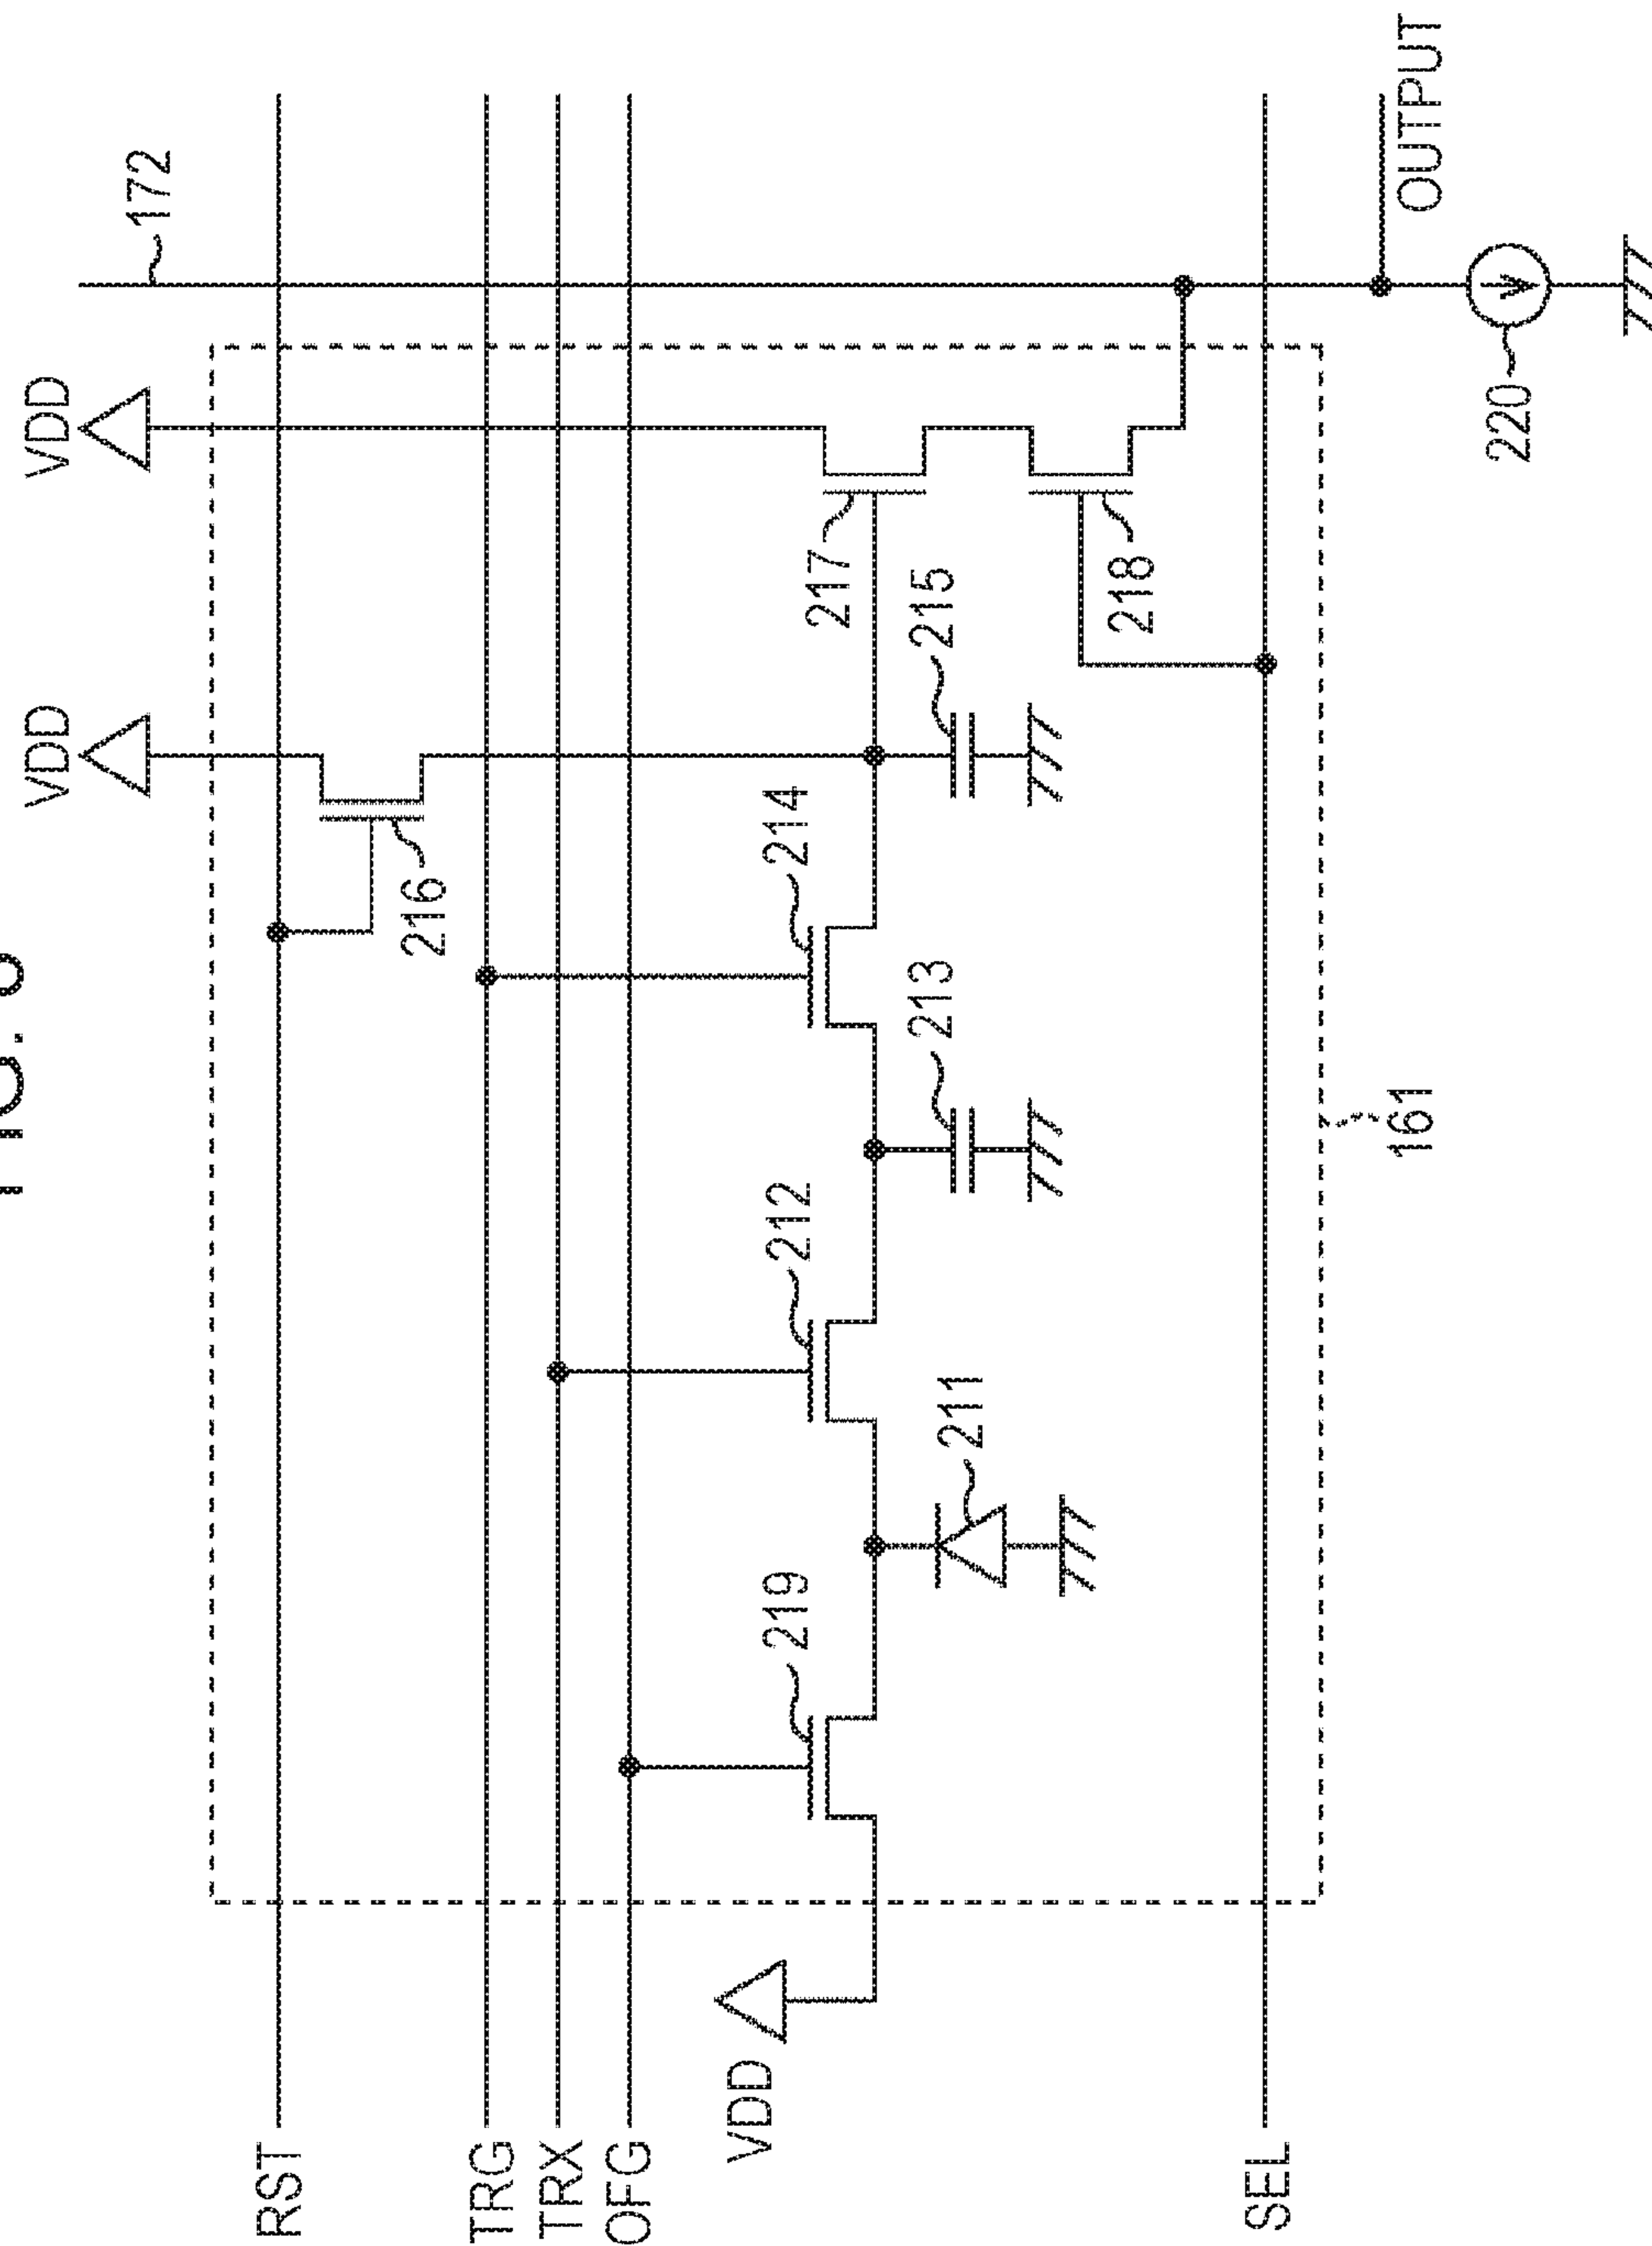 FIG.
VDD
VDD
172
RST
216
TRG
TRX
OFG
VDD
219
212
214
217
211
213
215
218
SEL
161
OUTPUT
220